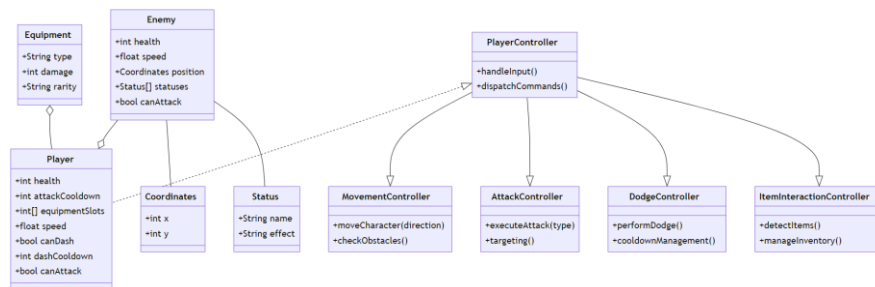 Equipment
+String type
+int damage
+String rarity
Enemy
+int health
+float speed
+Coordinates position
+Status[] statuses
+bool canAttack
PlayerController
+handleInput()
+dispatchCommands()
Player
+int health
+int attackCooldown
+int[] equipmentSlots
+float speed
+bool canDash
+int dashCooldown
+bool canAttack
Coordinates
+int x
+int y
Status
+String name
+String effect
MovementController
+moveCharacter(direction)
+checkObstacles()
AttackController
+executeAttack(type)
+targeting()
DodgeController
+performDodge()
+cooldownManagement()
ItemInteractionController
+detectItems()
+manageInventory()